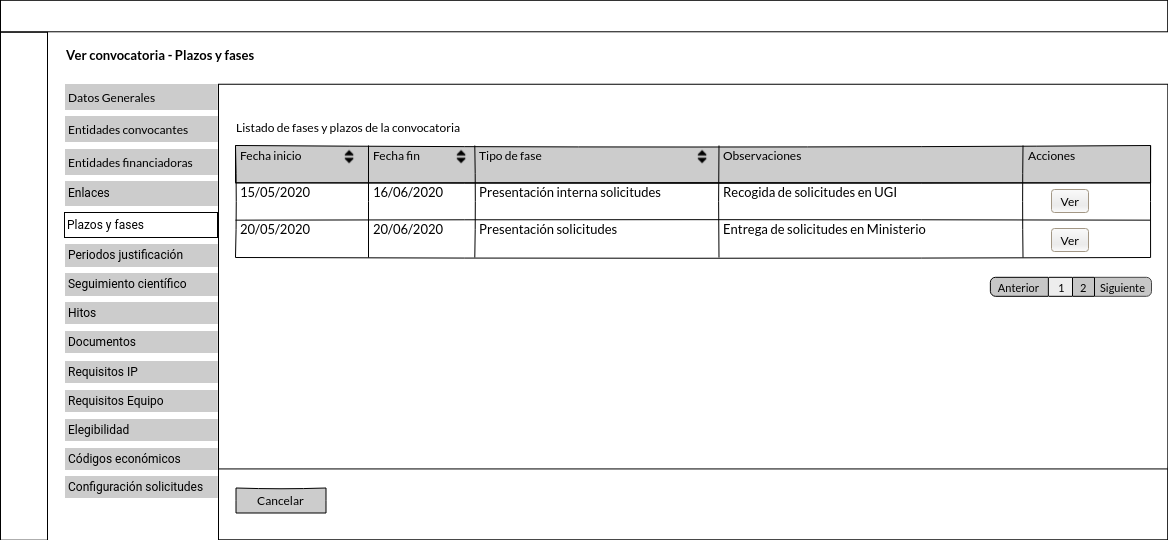 Ver convocatoria - Plazos y fases
Datos Generales
Entidades convocantes
Entidades financiadoras
Enlaces
Plazos y fases
Periodos justificación
Seguimiento científico
Hitos
Documentos
Requisitos IP
Requisitos Equipo
Elegibilidad
Códigos económicos
Configuración solicitudes
Listado de fases y plazos de la convocatoria
Fecha inicio Fecha fin Tipo de fase Observaciones Acciones
15/05/2020 16/06/2020 Presentación interna solicitudes Recogida de solicitudes en UGI Ver
20/05/2020 20/06/2020 Presentación solicitudes Entrega de solicitudes en Ministerio Ver
Anterior 1 2 Siguiente
Cancelar